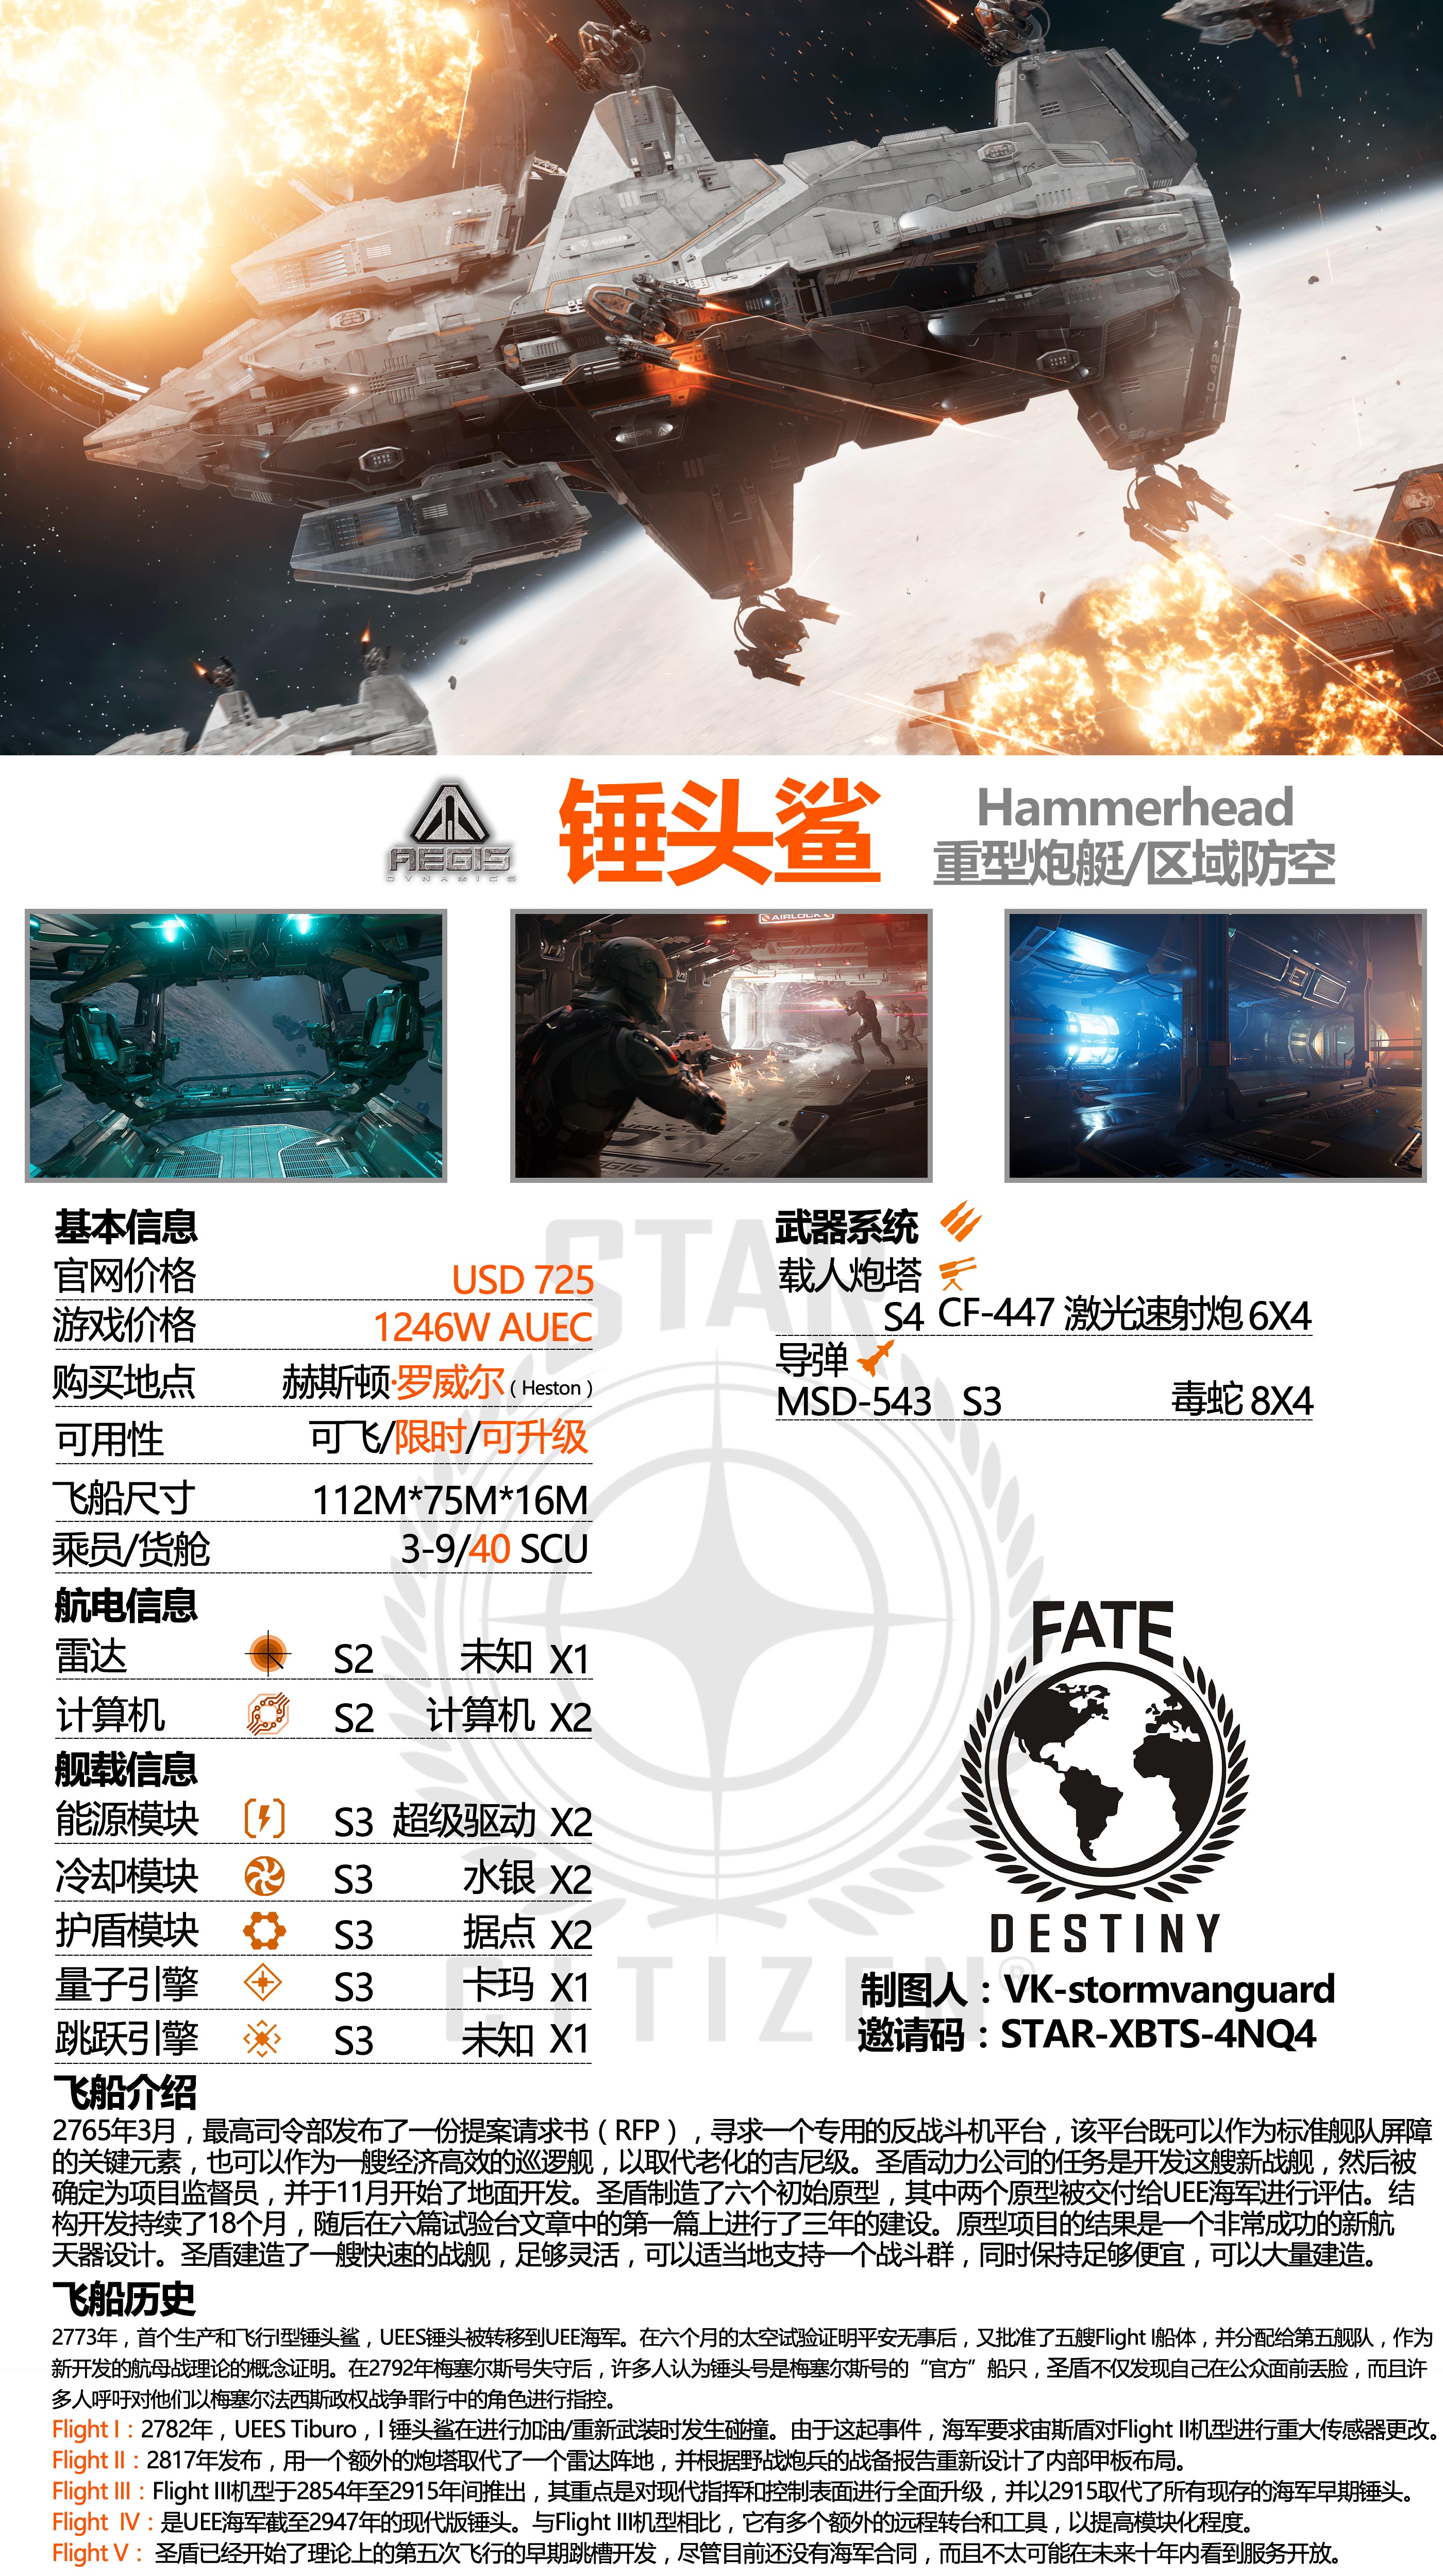 AEGIS
DYNAMICS
锤头鲨
Hammerhead
重型炮艇/区域防空
AIRLOCK
基本信息
官网价格 USD 725
游戏价格 1246W AUEC
购买地点 赫斯顿·罗威尔（Heston）
可用性 可飞/限时/可升级
飞船尺寸 112M*75M*16M
乘员/货舱 3-9/40 SCU
航电信息
雷达 S2 未知 X1
计算机 S2 计算机 X2
舰载信息
能源模块 S3 超级驱动 X2
冷却模块 S3 水银 X2
护盾模块 S3 据点 X2
量子引擎 S3 卡玛 X1
跳跃引擎 S3 未知 X1
武器系统
载人炮塔
S4 CF-447 激光速射炮 6X4
导弹
MSD-543 S3 毒蛇 8X4
STAR
CITIZEN®
FATE
DESTINY
制图人：VK-stormvanguard
邀请码：STAR-XBTS-4NQ4
飞船介绍
2765年3月，最高司令部发布了一份提案请求书（RFP），寻求一个专用的反战斗机平台，该平台既可以作为标准舰队屏障
的关键元素，也可以作为一艘经济高效的巡逻舰，以取代老化的吉尼级。圣盾动力公司的任务是开发这艘新战舰，然后被
确定为项目监督员，并于11月开始了地面开发。圣盾制造了六个初始原型，其中两个原型被交付给UEE海军进行评估。结
构开发持续了18个月，随后在六篇试验台文章中的第一篇上进行了三年的建设。原型项目的结果是一个非常成功的新航
天器设计。圣盾建造了一艘快速的战舰，足够灵活，可以适当地支持一个战斗群，同时保持足够便宜，可以大量建造。
飞船历史
2773年，首个生产和飞行I型锤头鲨，UEES锤头被转移到UEE海军。在六个月的太空试验证明平安无事后，又批准了五艘Flight I船体，并分配给第五舰队，作为
新开发的航母战理论的概念证明。在2792年梅塞尔斯号失守后，许多人认为锤头号是梅塞尔斯号的“官方”船只，圣盾不仅发现自己在公众面前丢脸，而且许
多人呼吁对他们以梅塞尔法西斯政权战争罪行中的角色进行指控。
Flight I：2782年，UEES Tiburo，I 锤头鲨在进行加油/重新武装时发生碰撞。由于这起事件，海军要求宙斯盾对Flight II机型进行重大传感器更改。
Flight II：2817年发布，用一个额外的炮塔取代了一个雷达阵地，并根据野战炮兵的战备报告重新设计了内部甲板布局。
Flight III：Flight III机型于2854年至2915年间推出，其重点是对现代指挥和控制表面进行全面升级，并以2915取代了所有现存的海军早期锤头。
Flight IV：是UEE海军截至2947年的现代版锤头。与Flight III机型相比，它有多个额外的远程转台和工具，以提高模块化程度。
Flight V： 圣盾已经开始了理论上的第五次飞行的早期跳槽开发，尽管目前还没有海军合同，而且不太可能在未来十年内看到服务开放。